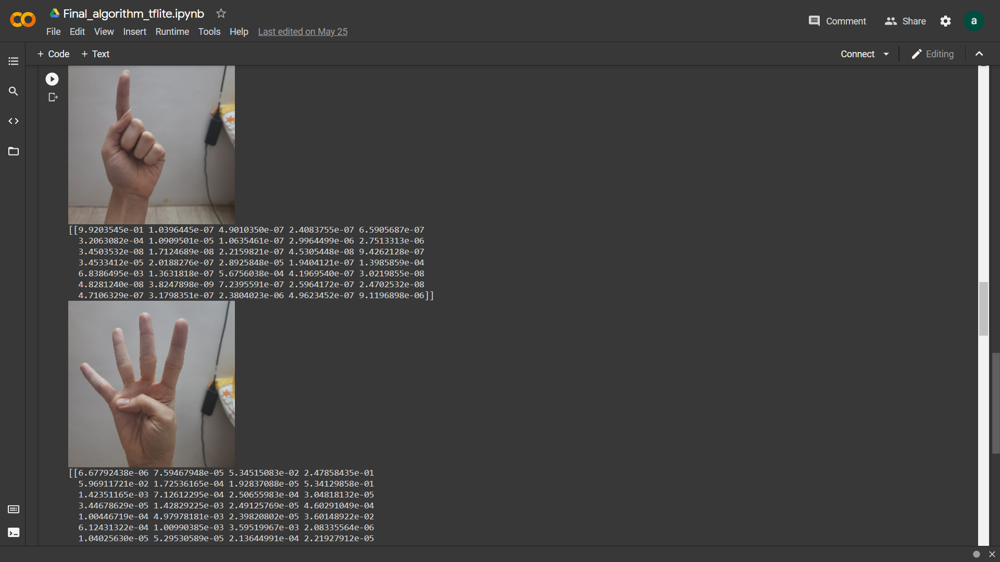 Final_algorithm_tflite.ipynb
File Edit View Insert Runtime Tools Help Last edited on May 25
Comment Share a
+ Code + Text
Connect Editing
[[9.9203545e-01 1.0396445e-07 4.9010350e-07 2.4083755e-07 6.5905687e-07
3.2063082e-04 1.0909501e-05 1.0635461e-07 2.9964499e-06 2.7513313e-06
3.4503532e-08 1.7124689e-08 2.2159821e-07 4.5305448e-08 9.4262128e-07
3.4533412e-05 2.0188276e-07 2.8925848e-05 1.9404121e-07 1.3985859e-04
6.8386495e-03 1.3631818e-07 5.6756038e-04 4.1969540e-07 3.0219855e-08
4.8281240e-08 3.8247898e-09 7.2395591e-07 2.5964172e-07 2.4702532e-08
4.7106329e-07 3.1798351e-07 2.3804023e-06 4.9623452e-07 9.1196898e-06]]
[[6.67792438e-06 7.59467948e-05 5.34515083e-02 2.47858435e-01
5.96911721e-02 1.72536165e-04 1.92837088e-05 5.34129858e-01
1.42351165e-03 7.12612295e-04 2.50655983e-04 3.04818132e-05
3.44678629e-05 1.42829225e-03 2.49125769e-05 4.60291049e-04
1.00446719e-04 4.97978181e-03 2.39820802e-05 3.60148922e-02
6.12431322e-04 1.00990385e-03 3.59519967e-03 2.08335564e-06
1.04025630e-05 5.29530589e-05 2.13644991e-04 2.21927912e-05